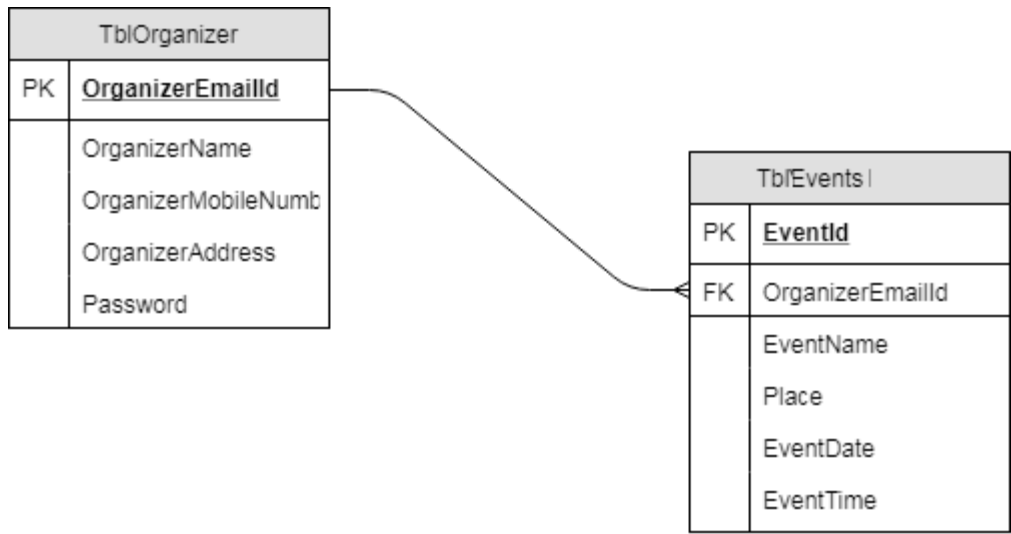 TblOrganizer
PK OrganizerEmailId
OrganizerName
OrganizerMobileNumb
OrganizerAddress
Password
TblEvents
PK EventId
FK OrganizerEmailId
EventName
Place
EventDate
EventTime